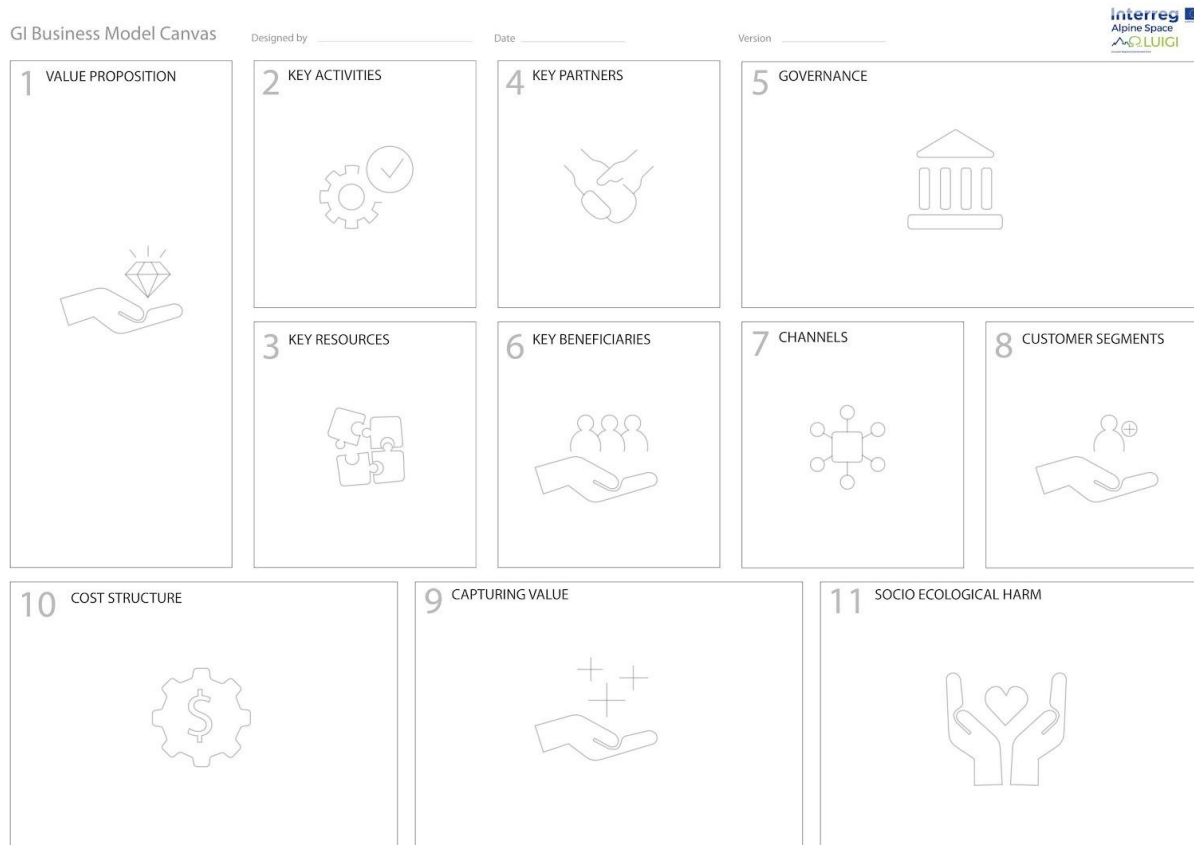 GI Business Model Canvas
Designed by
Date
Version
Interreg
Alpine Space
LUIGI
1 VALUE PROPOSITION
2 KEY ACTIVITIES
4 KEY PARTNERS
5 GOVERNANCE
3 KEY RESOURCES
6 KEY BENEFICIARIES
7 CHANNELS
8 CUSTOMER SEGMENTS
10 COST STRUCTURE
$
9 CAPTURING VALUE
11 SOCIO ECOLOGICAL HARM